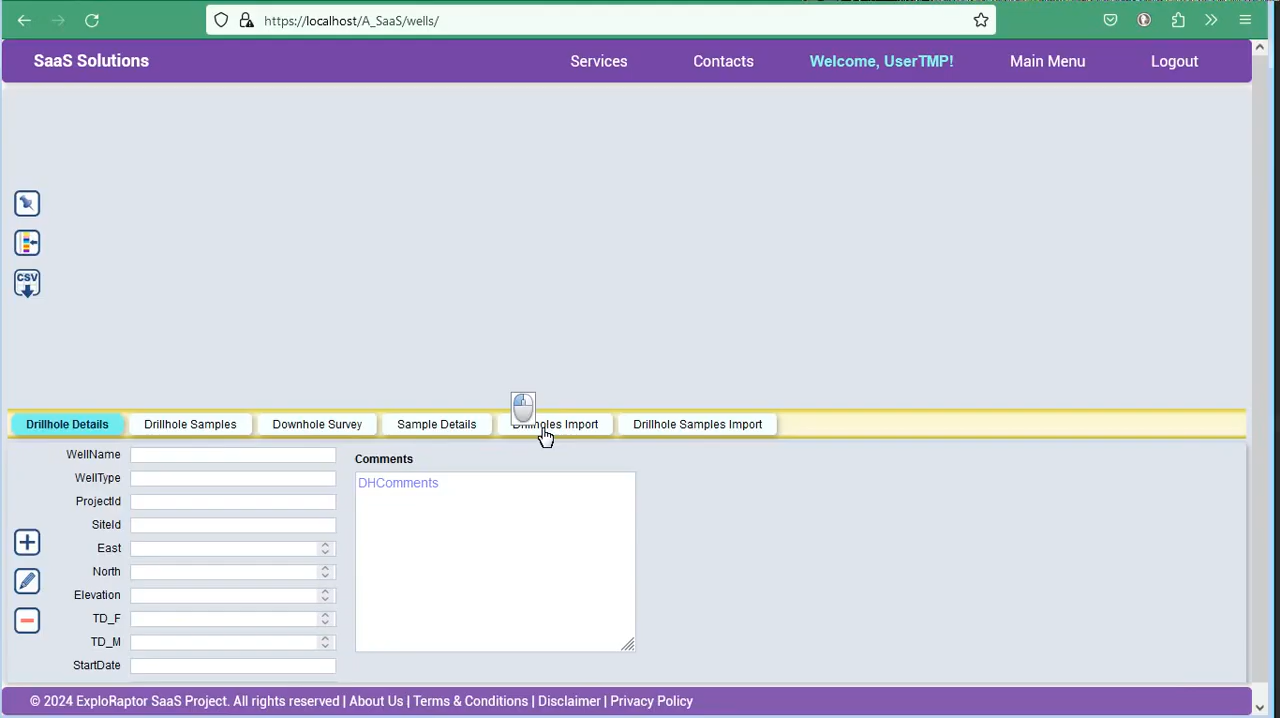 https://localhost/A_SaaS/wells/
SaaS Solutions
Services
Contacts
Welcome, UserTMP!
Main Menu
Logout
CSV
Drillhole Details
Drillhole Samples
Downhole Survey
Sample Details
Drillholes Import
Drillhole Samples Import
WellName
WellType
ProjectId
SiteId
East
North
Elevation
TD_F
TD_M
StartDate
Comments
DHComments
© 2024 ExploRaptor SaaS Project. All rights reserved | About Us | Terms & Conditions | Disclaimer | Privacy Policy